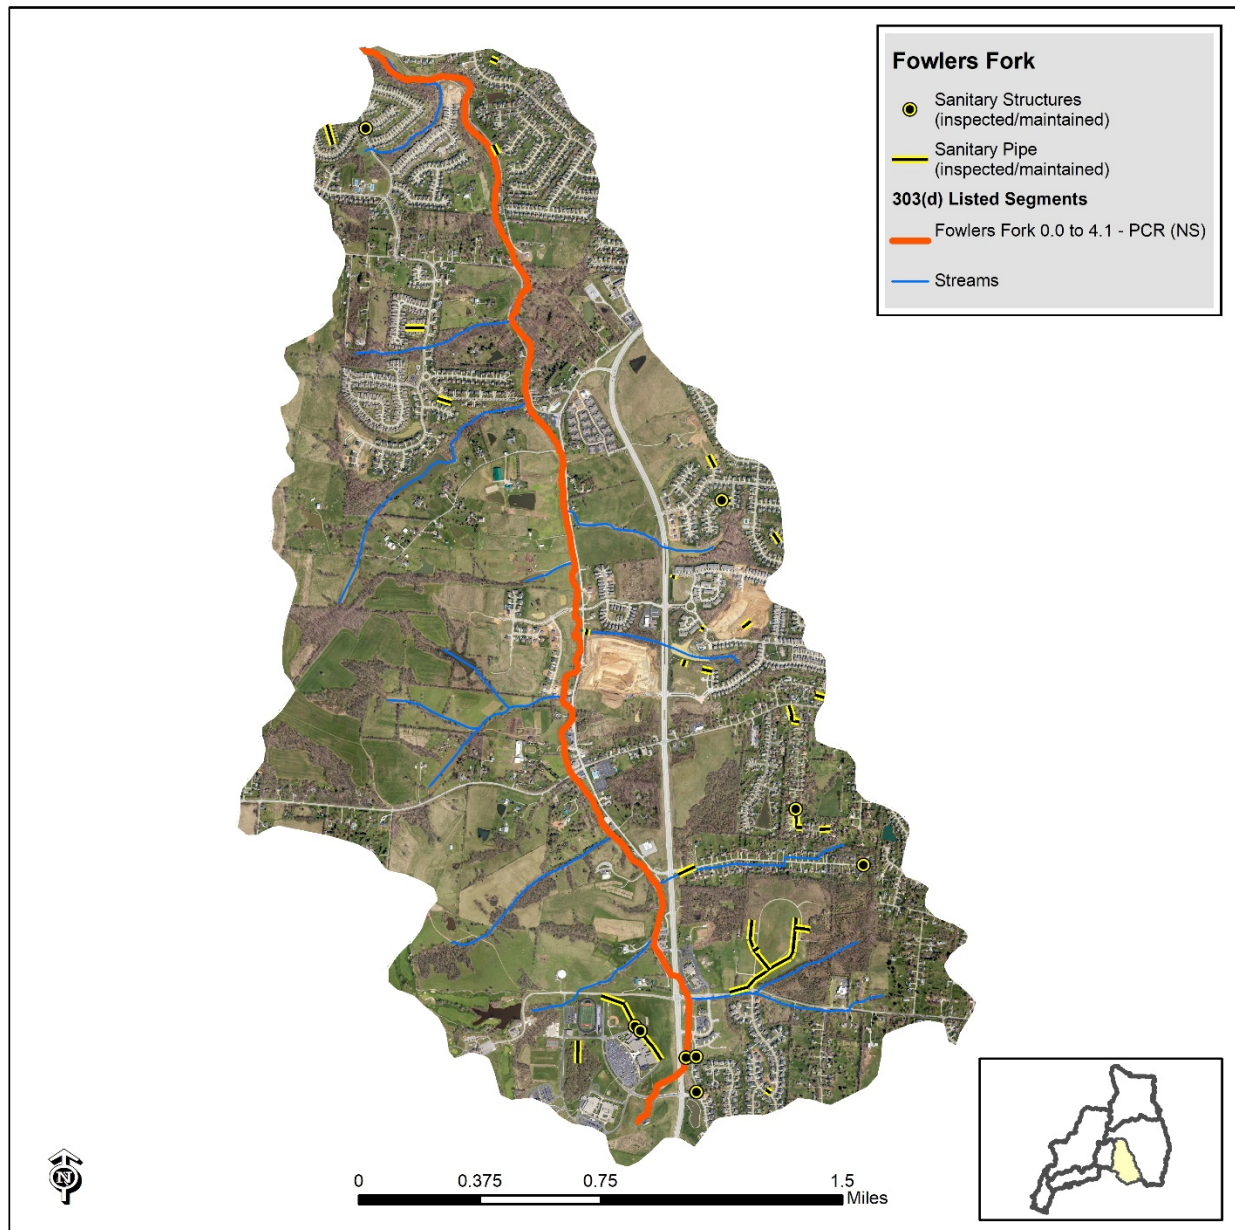 Fowlers Fork
Sanitary Structures
(inspected/maintained)
Sanitary Pipe
(inspected/maintained)
303(d) Listed Segments
Fowlers Fork 0.0 to 4.1 - PCR (NS)
Streams
N
0 0.375 0.75 1.5
Miles